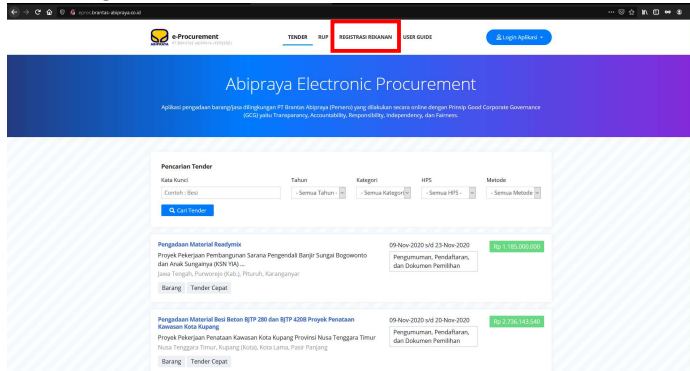 eproc.brantas-abipraya.co.id
e-Procurement
PT BRANTAS ABIPRAYA (PERSERO)
TENDER RUP REGISTRASI REKANAN USER GUIDE Login Aplikasi
Abipraya Electronic Procurement
Aplikasi pengadaan barang/jasa dilingkungan PT Brantas Abipraya (Persero) yang dilakukan secara online dengan Prinsip Good Corporate Governance
(GCG) yaitu Transparancy, Accountability, Responsibility, Independency, dan Fairness.
Pencarian Tender
Kata Kunci Tahun Kategori HPS Metode
Contoh : Besi - Semua Tahun - - Semua Kategori - Semua HPS - - Semua Metode
Cari Tender
Pengadaan Material Readymix 09-Nov-2020 s/d 23-Nov-2020 Rp 1.185.000.000
Proyek Pekerjaan Pembangunan Sarana Pengendali Banjir Sungai Bogowonto
dan Anak Sungainya (KSN YIA) ...
Pengumuman, Pendaftaran,
dan Dokumen Pemilihan
Jawa Tengah, Purworejo (Kab.), Pituruh, Karanganyar
Barang Tender Cepat
Pengadaan Material Besi Beton BJTP 280 dan BJTP 420B Proyek Penataan
Kawasan Kota Kupang
09-Nov-2020 s/d 20-Nov-2020 Rp 2.736.143.540
Proyek Pekerjaan Penataan Kawasan Kota Kupang Provinsi Nusa Tenggara Timur
Pengumuman, Pendaftaran,
dan Dokumen Pemilihan
Nusa Tenggara Timur, Kupang (Kota), Kota Lama, Pasir Panjang
Barang Tender Cepat